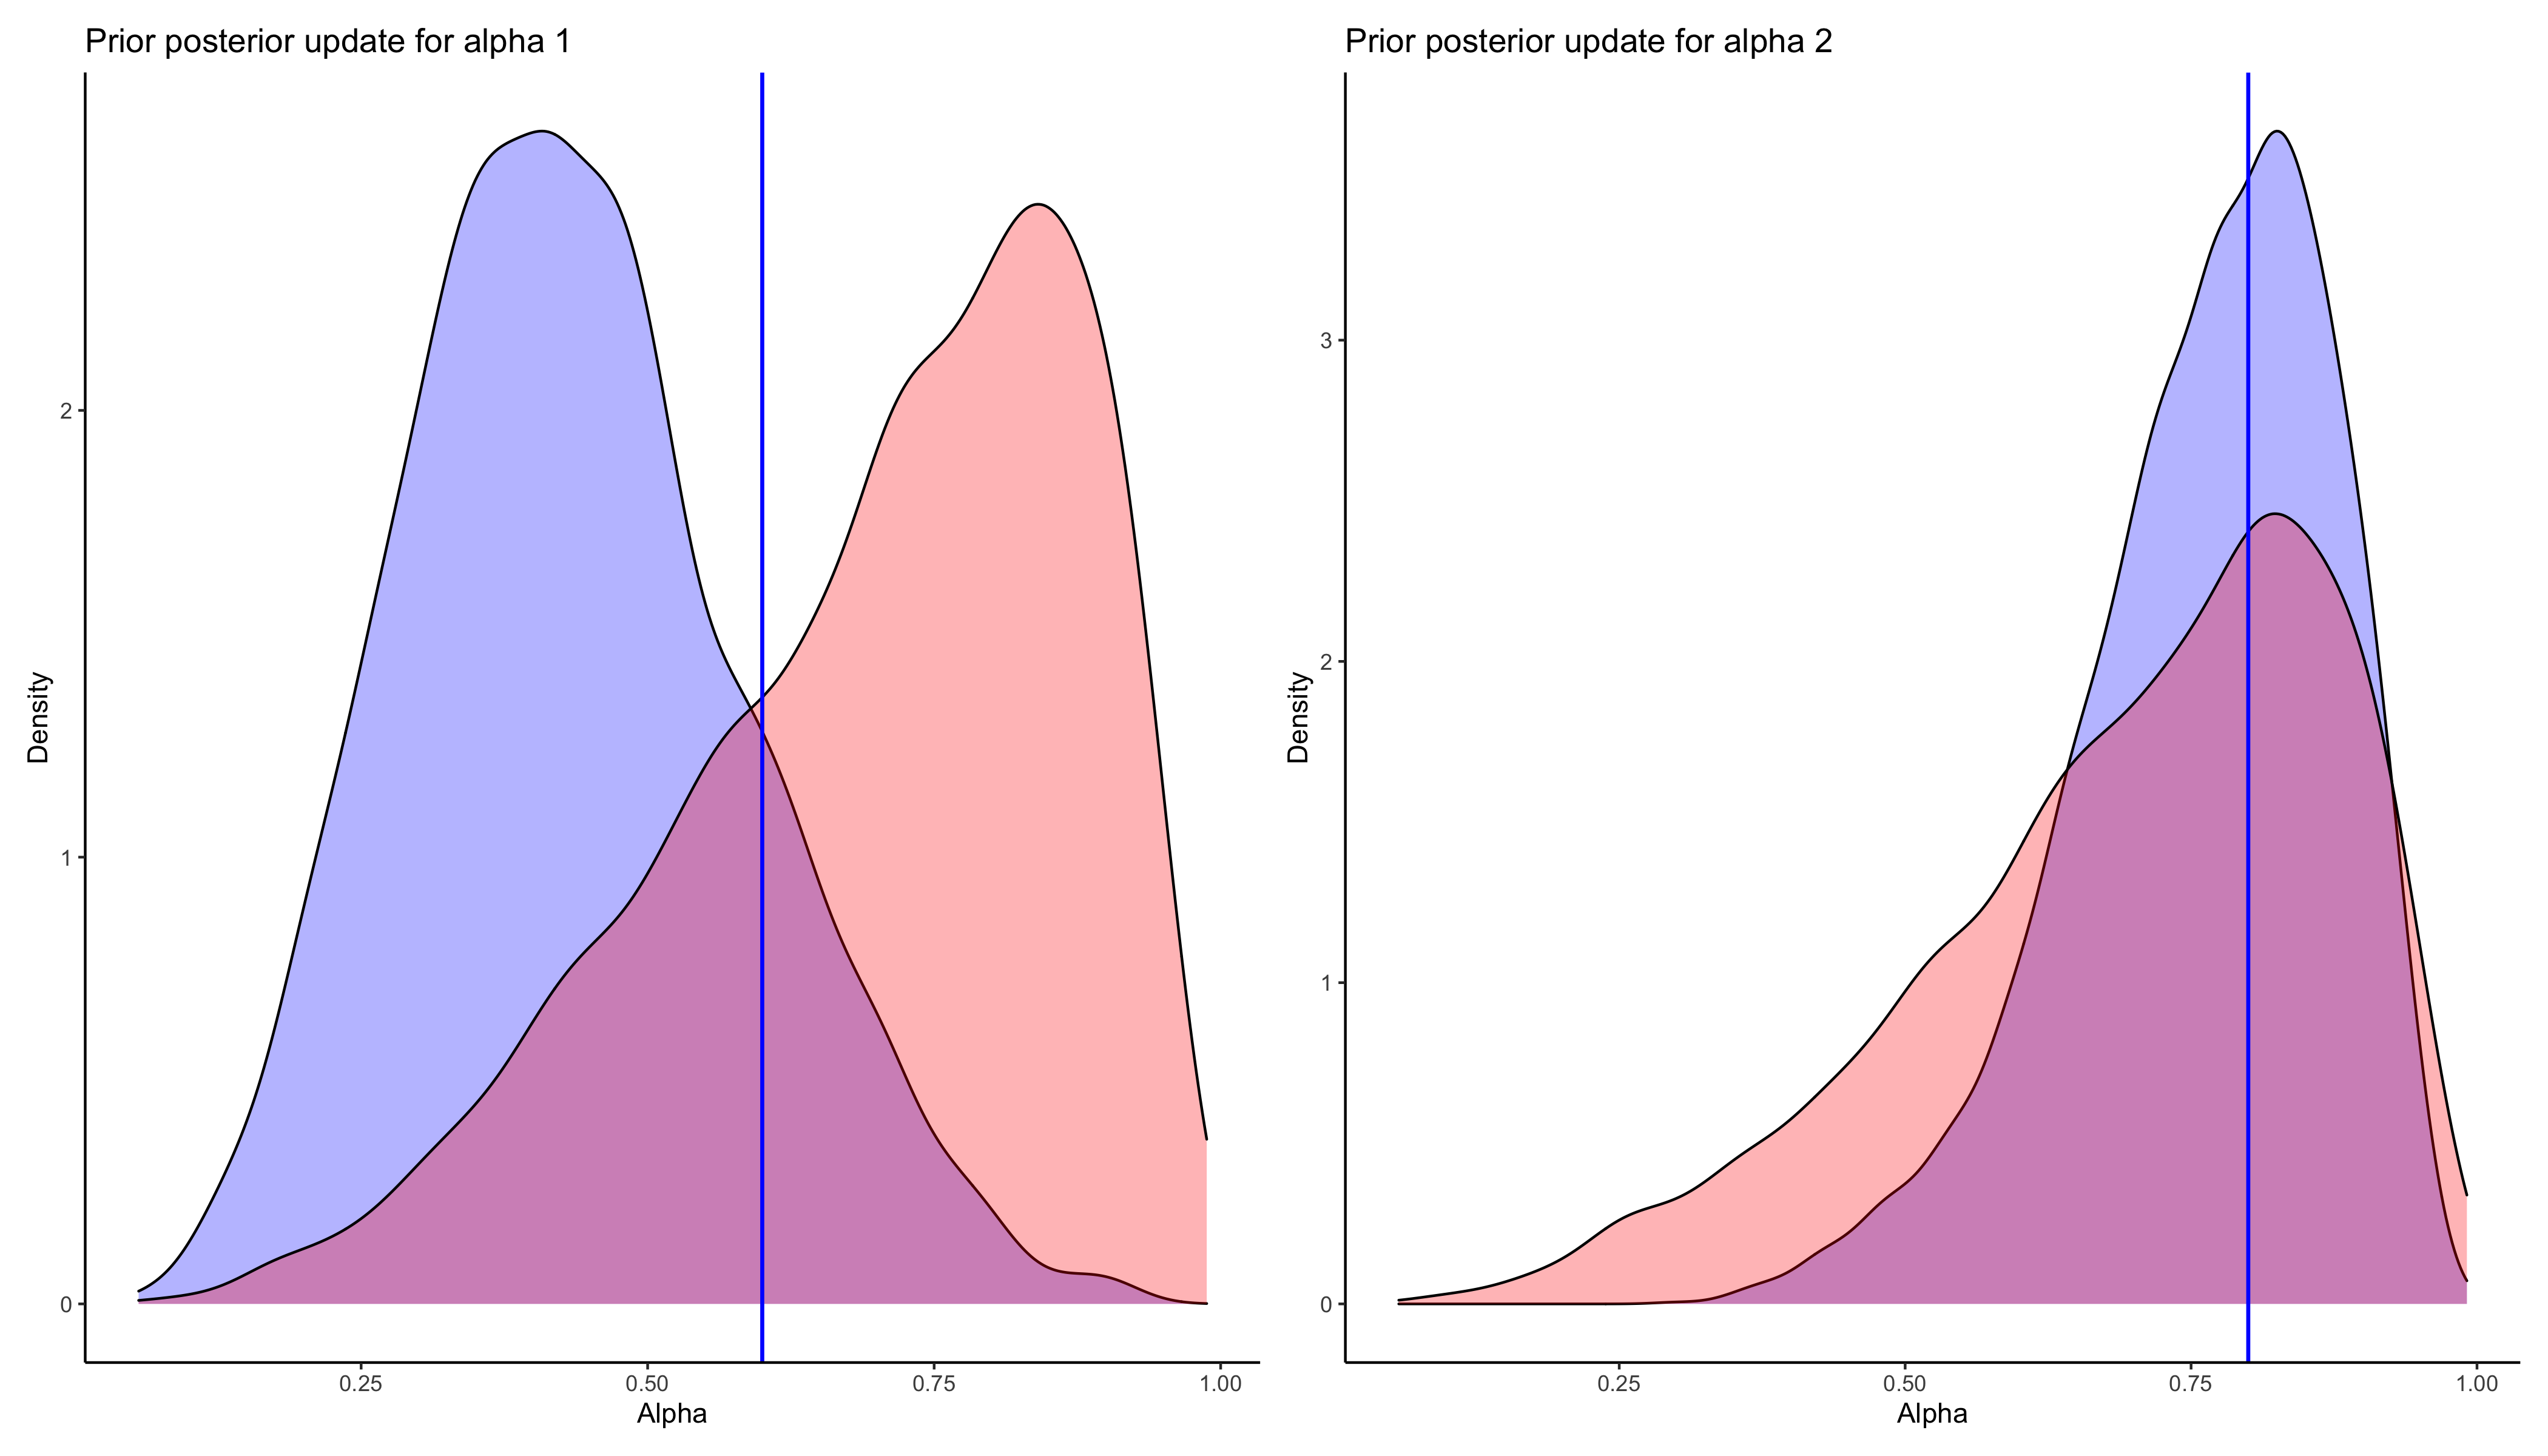 Prior posterior update for alpha 1
Density
2
1
0
0.25 0.50 0.75 1.00
Alpha
Prior posterior update for alpha 2
Density
3
2
1
0
0.25 0.50 0.75 1.00
Alpha